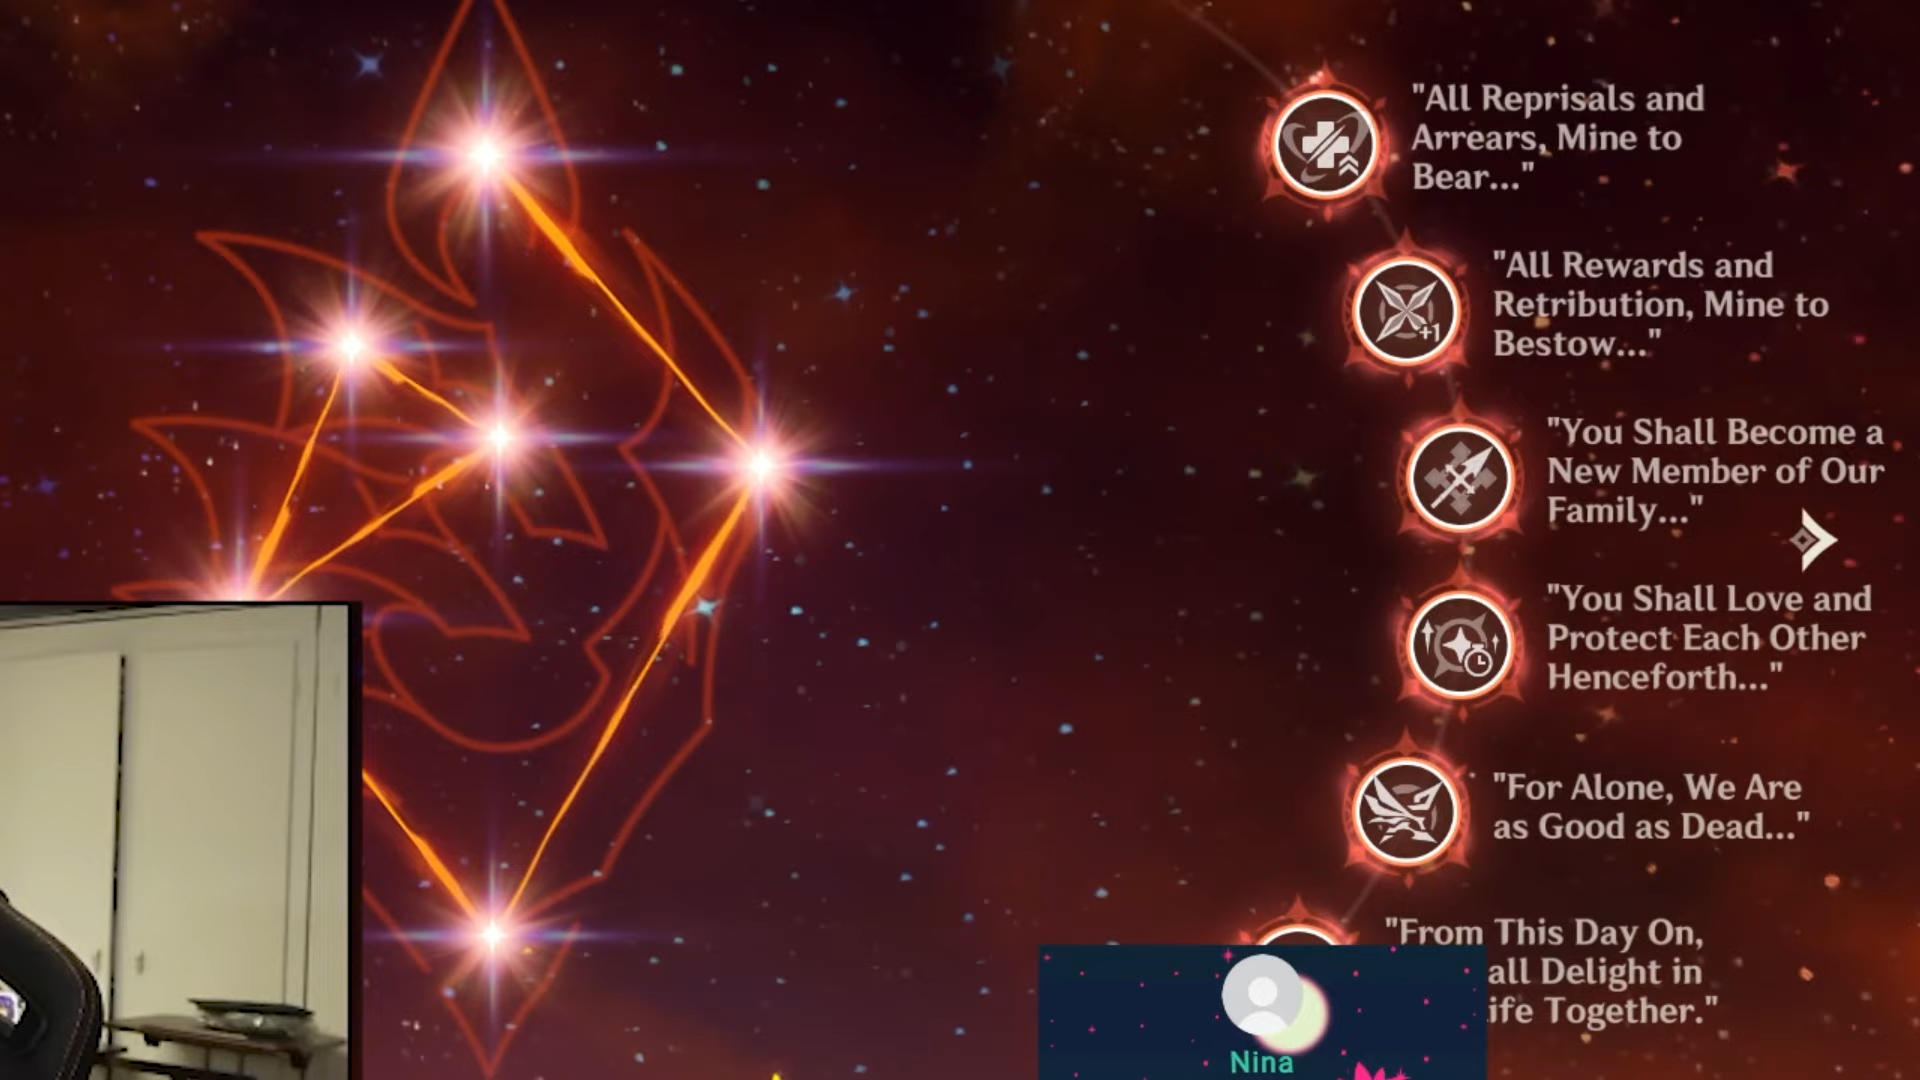 "All Reprisals and
Arrears, Mine to
Bear..."
"All Rewards and
Retribution, Mine to
Bestow..."
+1
"You Shall Become a
New Member of Our
Family..."
"You Shall Love and
Protect Each Other
Henceforth..."
"For Alone, We Are
as Good as Dead..."
"From This Day On,
all Delight in
ife Together."
Nina